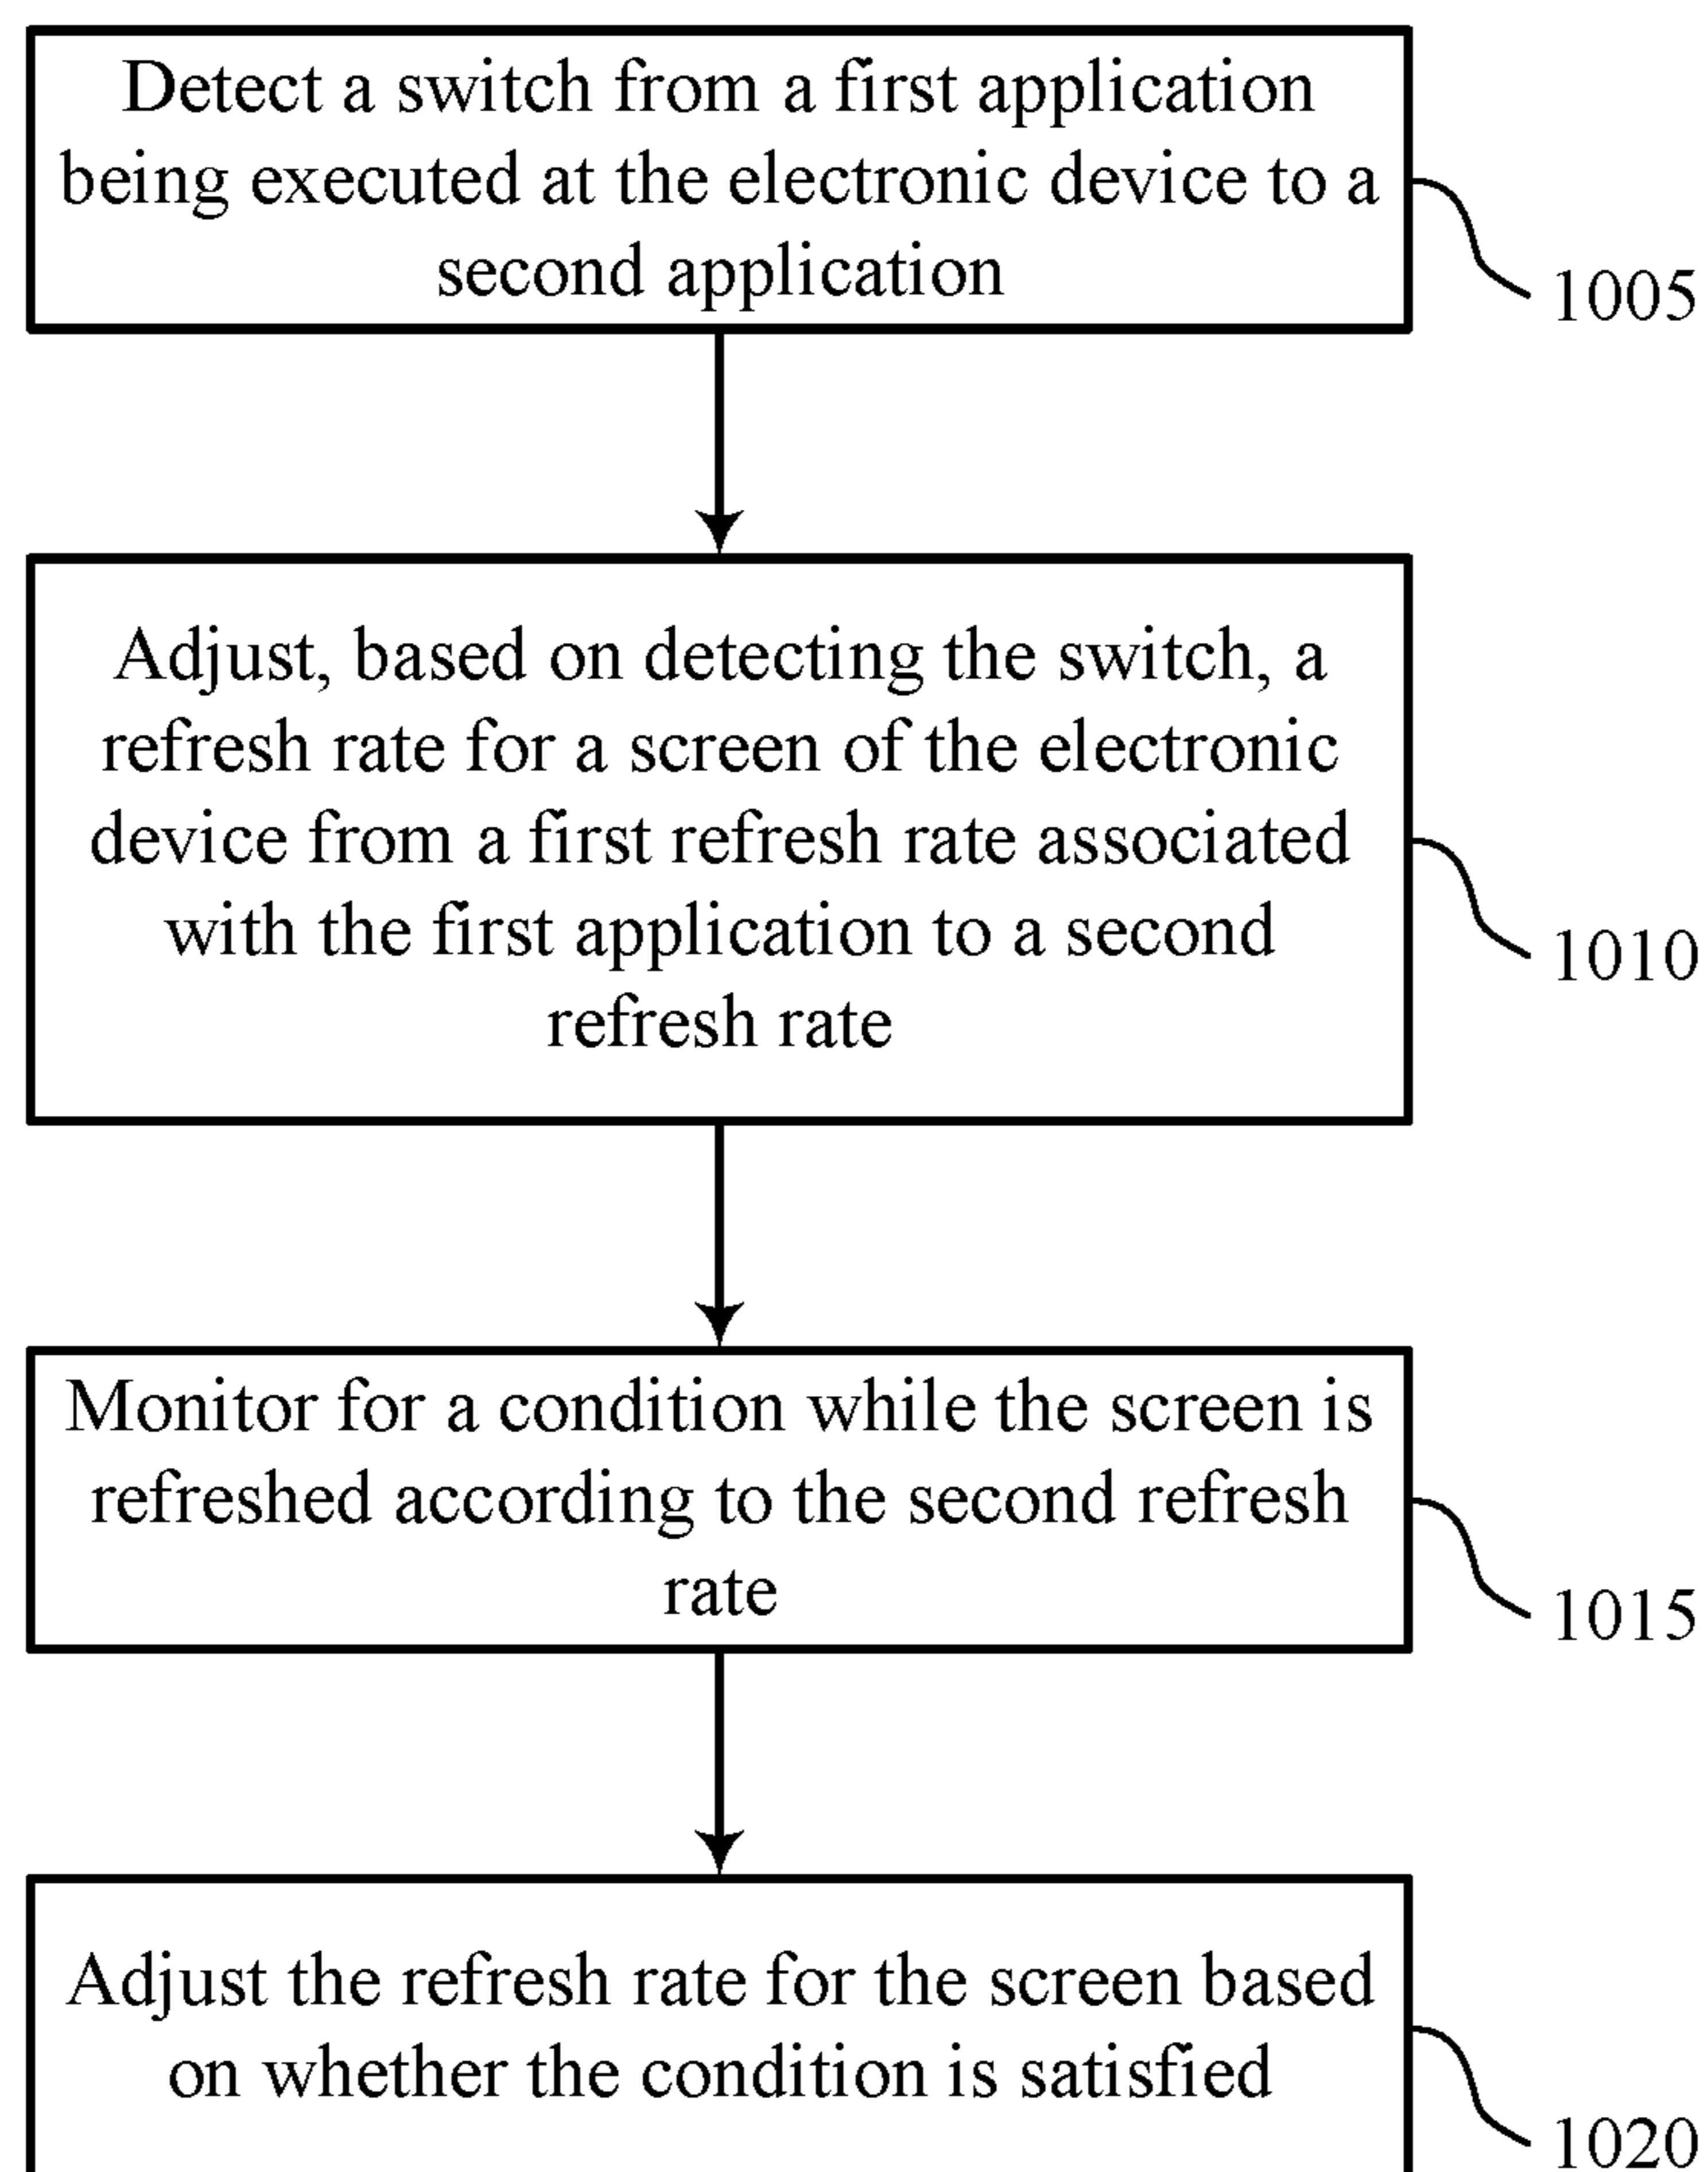 Detect a switch from a first application
being executed at the electronic device to a
second application
1005
Adjust, based on detecting the switch, a
refresh rate for a screen of the electronic
device from a first refresh rate associated
with the first application to a second
refresh rate
1010
Monitor for a condition while the screen is
refreshed according to the second refresh
rate
1015
Adjust the refresh rate for the screen based
on whether the condition is satisfied
1020